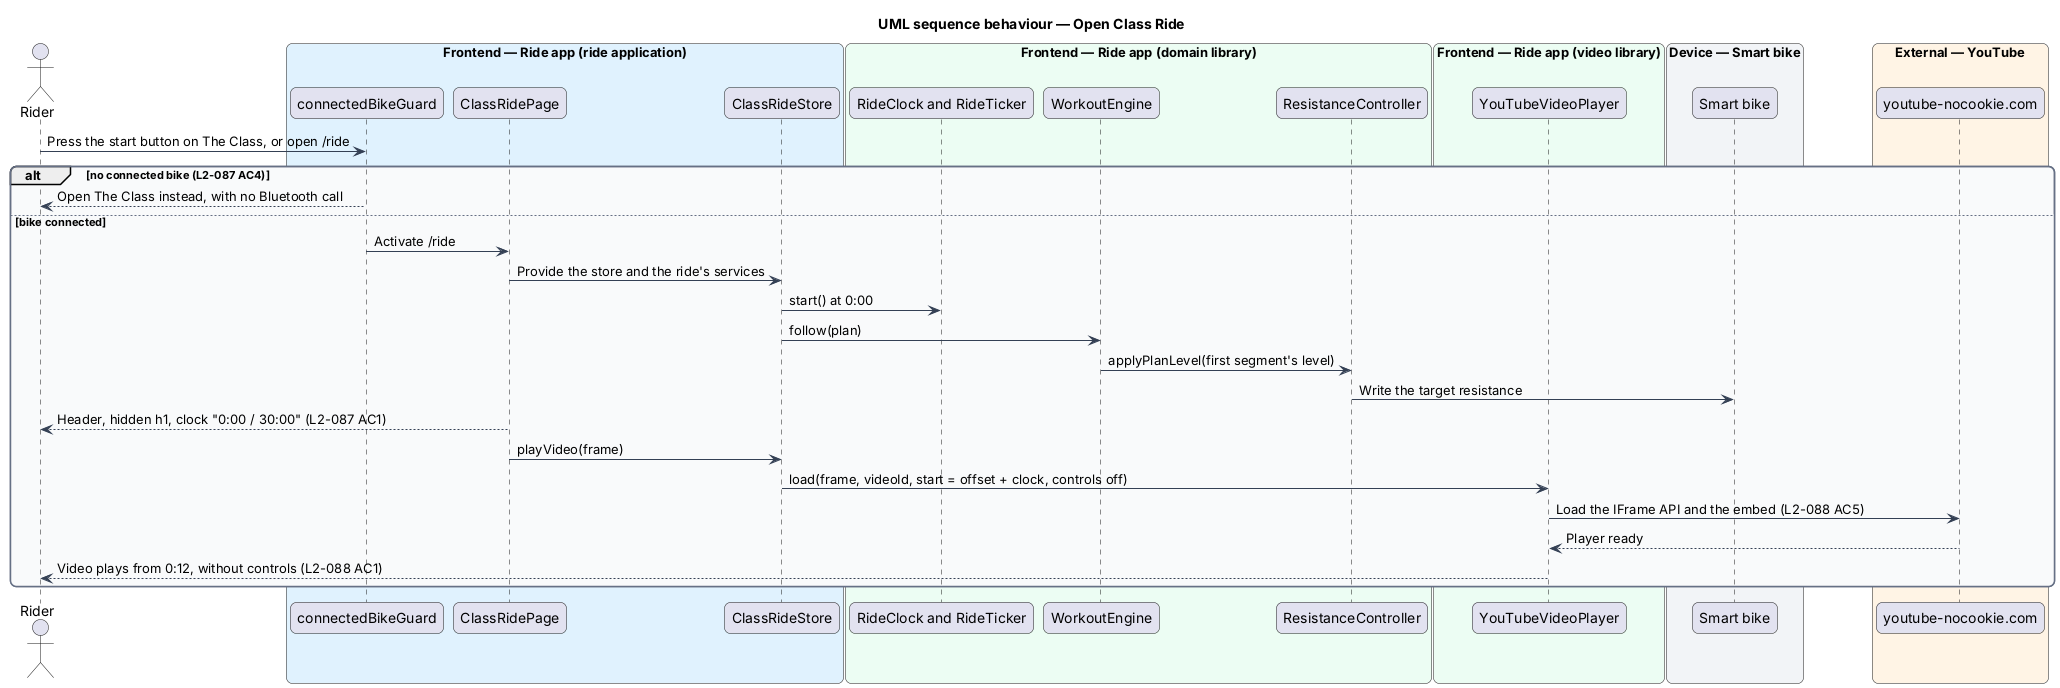 UML sequence behaviour — Open Class Ride
Frontend — Ride app (ride application)
Frontend — Ride app (domain library)
Frontend — Ride app (video library)
Device — Smart bike
External — YouTube
Rider
connectedBikeGuard
ClassRidePage
ClassRideStore
RideClock and RideTicker
WorkoutEngine
ResistanceController
YouTubeVideoPlayer
Smart bike
youtube-nocookie.com
Press the start button on The Class, or open /ride
alt
[no connected bike (L2-087 AC4)]
Open The Class instead, with no Bluetooth call
[bike connected]
Activate /ride
Provide the store and the ride's services
start() at 0:00
follow(plan)
applyPlanLevel(first segment's level)
Write the target resistance
Header, hidden h1, clock "0:00 / 30:00" (L2-087 AC1)
playVideo(frame)
load(frame, videoId, start = offset + clock, controls off)
Load the IFrame API and the embed (L2-088 AC5)
Player ready
Video plays from 0:12, without controls (L2-088 AC1)
Rider
connectedBikeGuard
ClassRidePage
ClassRideStore
RideClock and RideTicker
WorkoutEngine
ResistanceController
YouTubeVideoPlayer
Smart bike
youtube-nocookie.com